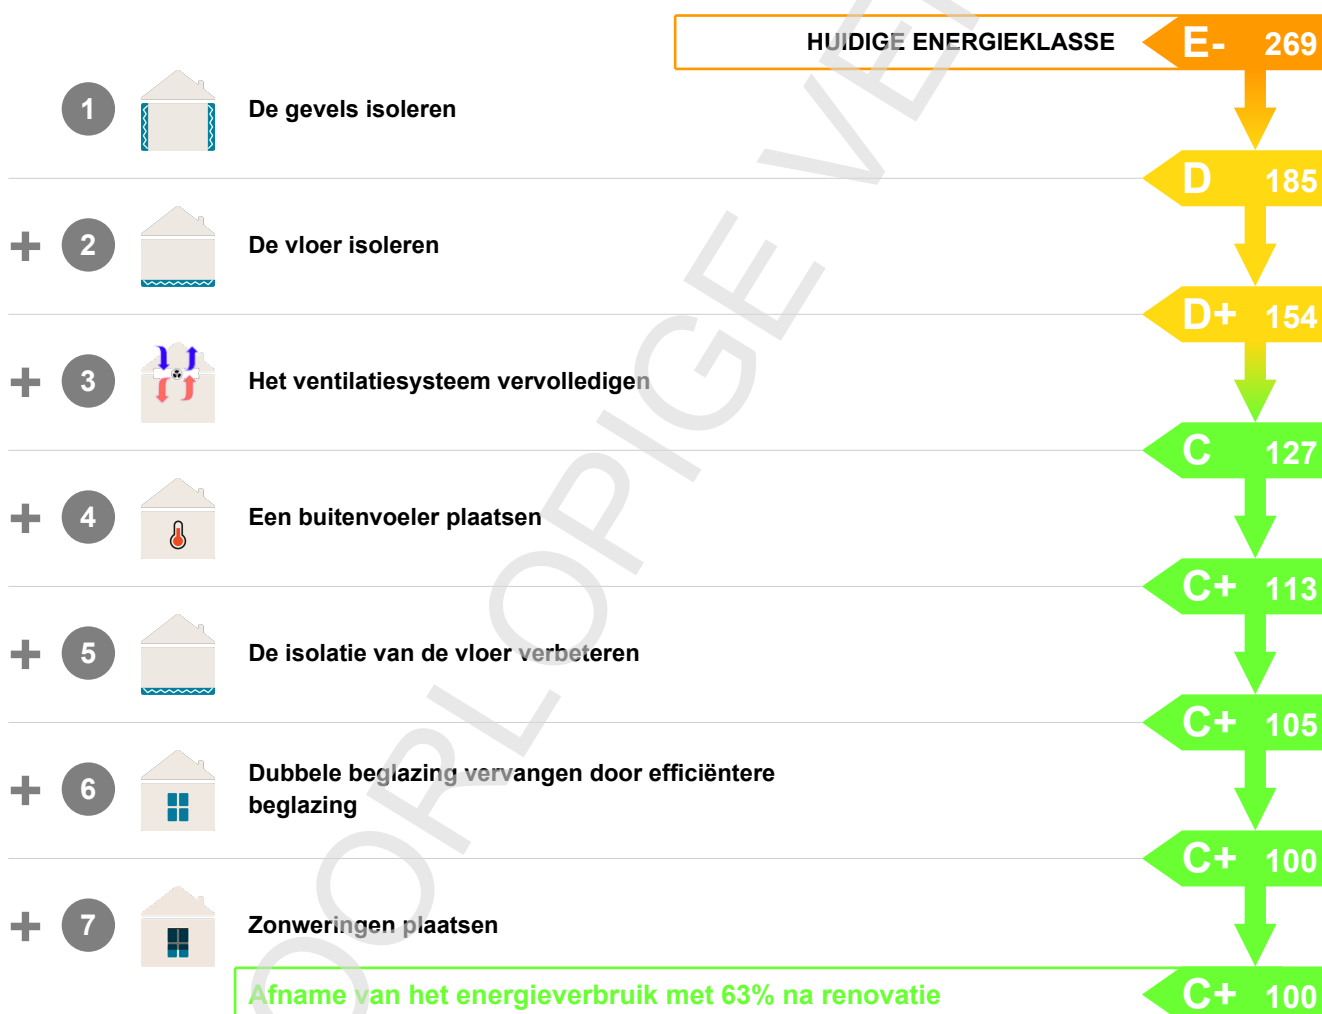 HUIDIGE ENERGIEKLASSE E- 269
1 De gevels isoleren
D 185
+ 2 De vloer isoleren
D+ 154
+ 3 Het ventilatiesysteem vervolledigen
C 127
+ 4 Een buitenvoeler plaatsen
C+ 113
+ 5 De isolatie van de vloer verbeteren
C+ 105
+ 6 Dubbele beglazing vervangen door efficiëntere
beglazing
C+ 100
+ 7 Zonweringen plaatsen
Afname van het energieverbruik met 63% na renovatie C+ 100